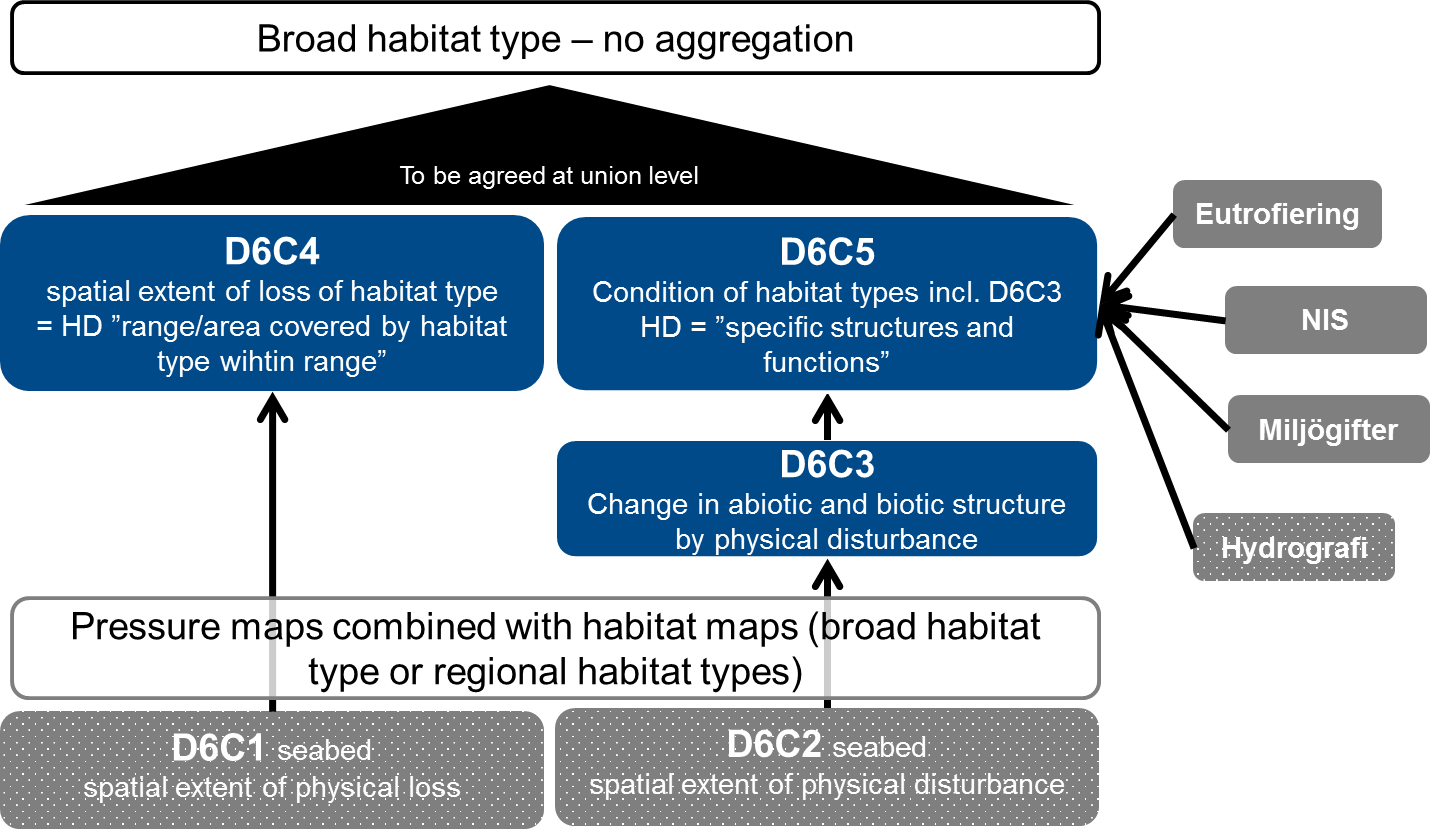 Broad habitat type – no aggregation
To be agreed at union level
D6C4
spatial extent of loss of habitat type
= HD ”range/area covered by habitat
type wihtin range”
D6C5
Condition of habitat types incl. D6C3
HD = ”specific structures and
functions”
Eutrofiering
NIS
Miljögifter
Hydrografi
D6C3
Change in abiotic and biotic structure
by physical disturbance
Pressure maps combined with habitat maps (broad habitat
type or regional habitat types)
D6C1 seabed
spatial extent of physical loss
D6C2 seabed
spatial extent of physical disturbance